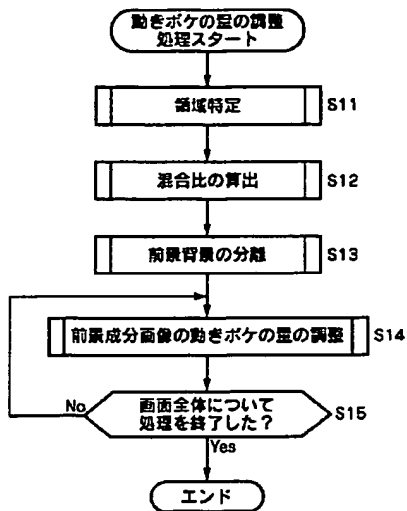 動きボケの量の調整
処理スタート
領域特定 S11
混合比の算出 S12
前景背景の分離 S13
前景成分画像の動きボケの量の調整 S14
画面全体について
処理を終了した？ S15
No
Yes
エンド